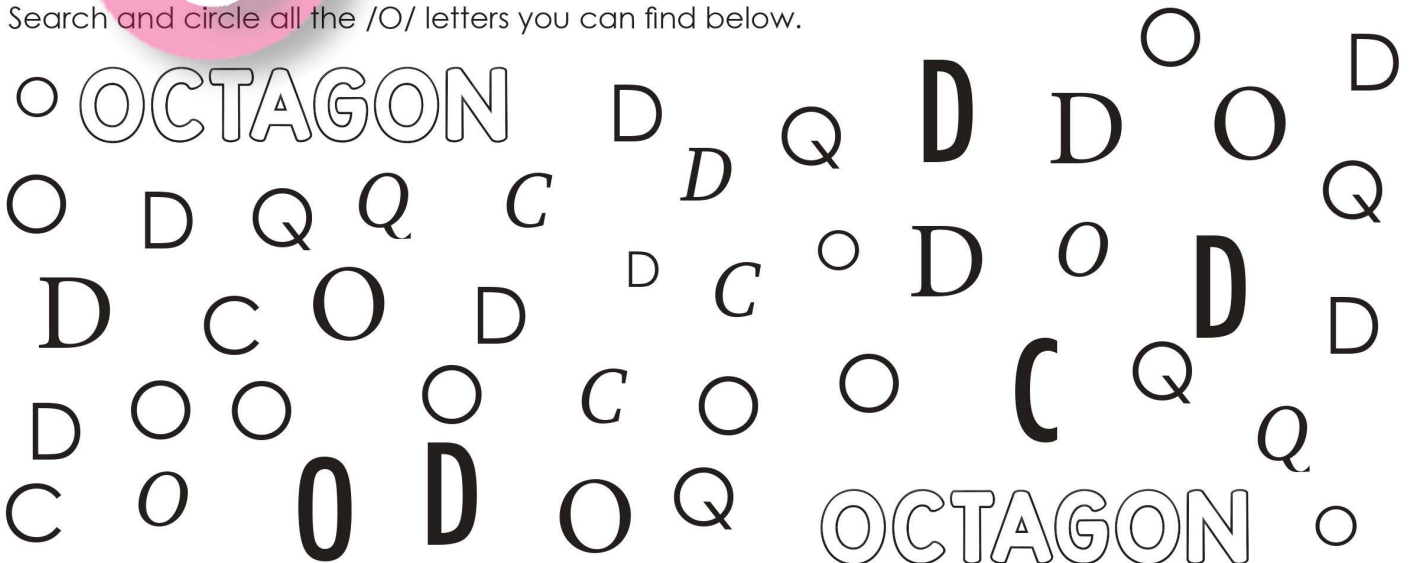 Search and circle all the /O/ letters you can find below.
O D
O OCTAGON D Q D D O
D
O D Q Q C Q
D C O D D C O D O D D
O C Q
D O O O C O Q
C O O D O Q OCTAGON O